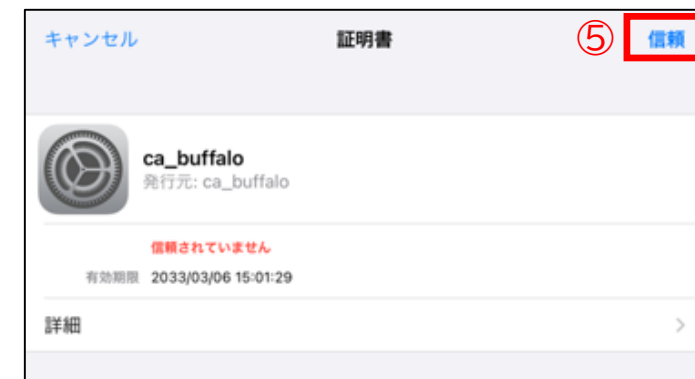 キャンセル 証明書 ⑤ 信頼
ca_buffalo
発行元: ca_buffalo
信頼されていません
有効期限 2033/03/06 15:01:29
詳細